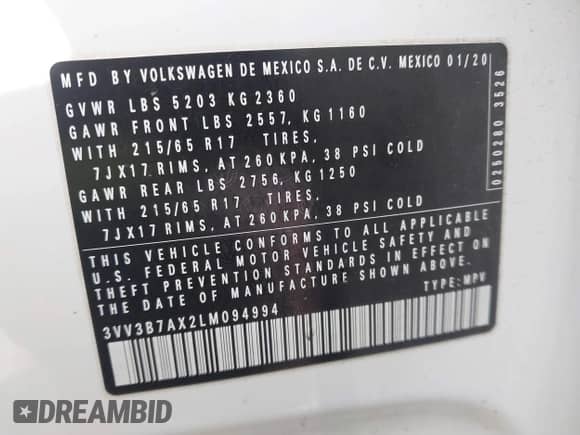 MFD BY VOLKSWAGEN DE MEXICO S.A. DE C.V. MEXICO 01/20
GVWR LBS 5203 KG 2360
GAWR FRONT LBS 2557, KG 1160
WITH 215/65 R17 TIRES,
7JX17 RIMS, AT 260 KPA, 38 PSI COLD
GAWR REAR LBS 2756, KG 1250
WITH 215/65 R17 TIRES,
7JX17 RIMS, AT 260 KPA, 38 PSI COLD
THIS VEHICLE CONFORMS TO ALL APPLICABLE
U.S. FEDERAL MOTOR VEHICLE SAFETY AND
THEFT PREVENTION STANDARDS IN EFFECT ON
THE DATE OF MANUFACTURE SHOWN ABOVE.
3VV3B7AX2LM094994 TYPE: MPV
0250280 3526
DREAMBID